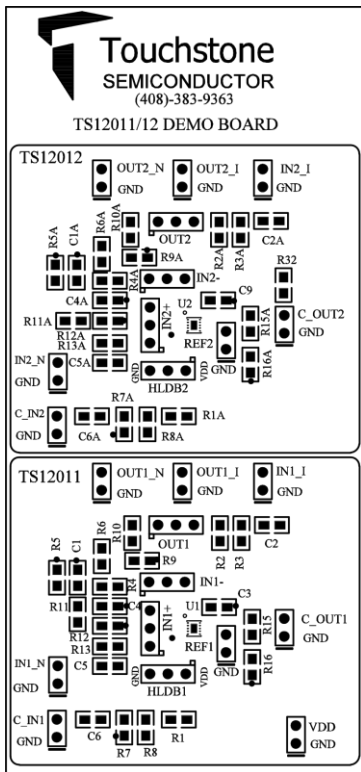 Touchstone
SEMICONDUCTOR
(408)-383-9363
TS12011/12 DEMO BOARD
TS12012
OUT2_N
GND
OUT2_I
GND
IN2_I
GND
R5A
C1A
R6A
R10A
OUT2
R2A
R3A
C2A
R9A
R4A
IN2-
R32
C4A
U2
C9
R11A
IN2+
R15A
C_OUT2
GND
R12A
R13A
REF2
IN2_N
GND
C5A
GND
HLDB2
VDD
GND
R16A
C_IN2
GND
C6A
R7A
R8A
R1A
TS12011
OUT1_N
GND
OUT1_I
GND
IN1_I
GND
R5
C1
R6
R10
OUT1
R2
R3
C2
R9
R4
IN1-
R11
C4
U1
C3
R12
IN1+
R15
C_OUT1
GND
R13
REF1
IN1_N
GND
C5
GND
HLDB1
VDD
GND
R16
C_IN1
GND
C6
R7
R8
R1
VDD
GND